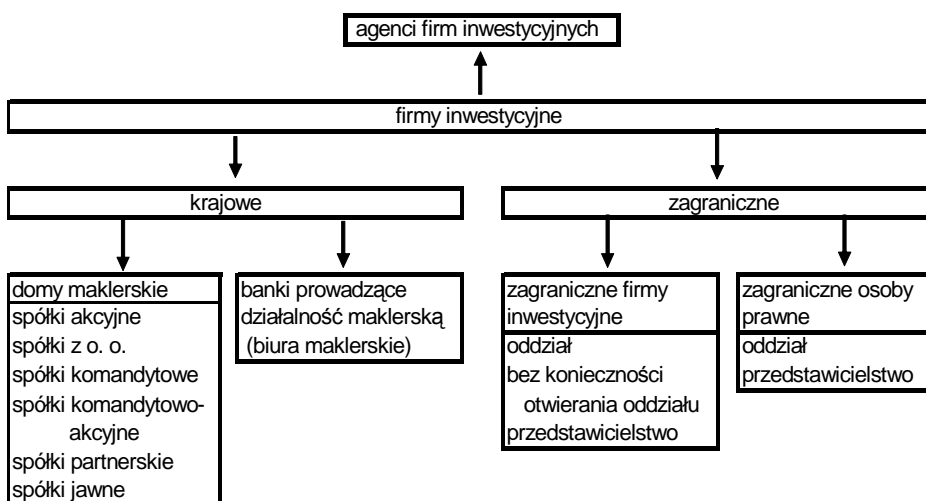 agenci firm inwestycyjnych
firmy inwestycyjne
krajowe
zagraniczne
domy maklerskie
spółki akcyjne
spółki z o. o.
spółki komandytowe
spółki komandytowo-
akcyjne
spółki partnerskie
spółki jawne
banki prowadzące
działalność maklerską
(biura maklerskie)
zagraniczne firmy
inwestycyjne
oddział
bez konieczności
otwierania oddziału
przedstawicielstwo
zagraniczne osoby
prawne
oddział
przedstawicielstwo